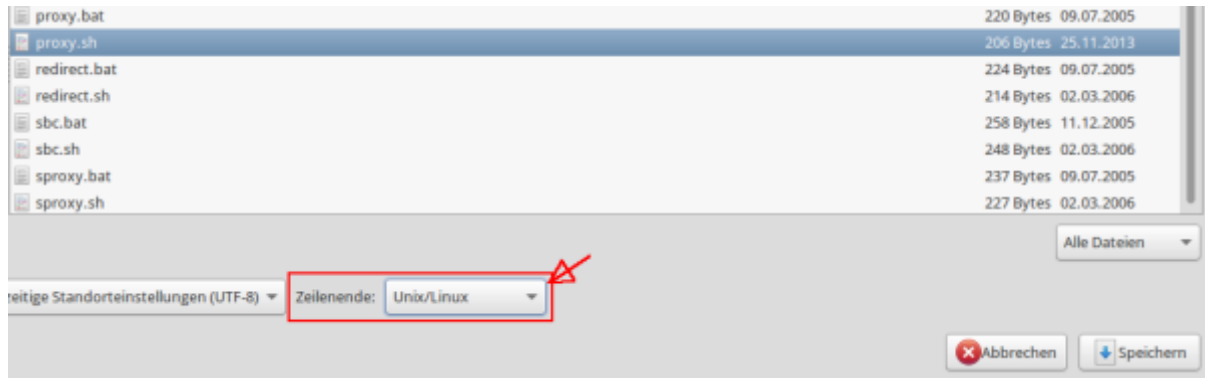 proxy.bat 220 Bytes 09.07.2005
proxy.sh 206 Bytes 25.11.2013
redirect.bat 224 Bytes 09.07.2005
redirect.sh 214 Bytes 02.03.2006
sbc.bat 258 Bytes 11.12.2005
sbc.sh 248 Bytes 02.03.2006
sproxy.bat 237 Bytes 09.07.2005
sproxy.sh 227 Bytes 02.03.2006
Alle Dateien
zeitige Standorteinstellungen (UTF-8) Zeilenende: Unix/Linux
Abbrechen Speichern